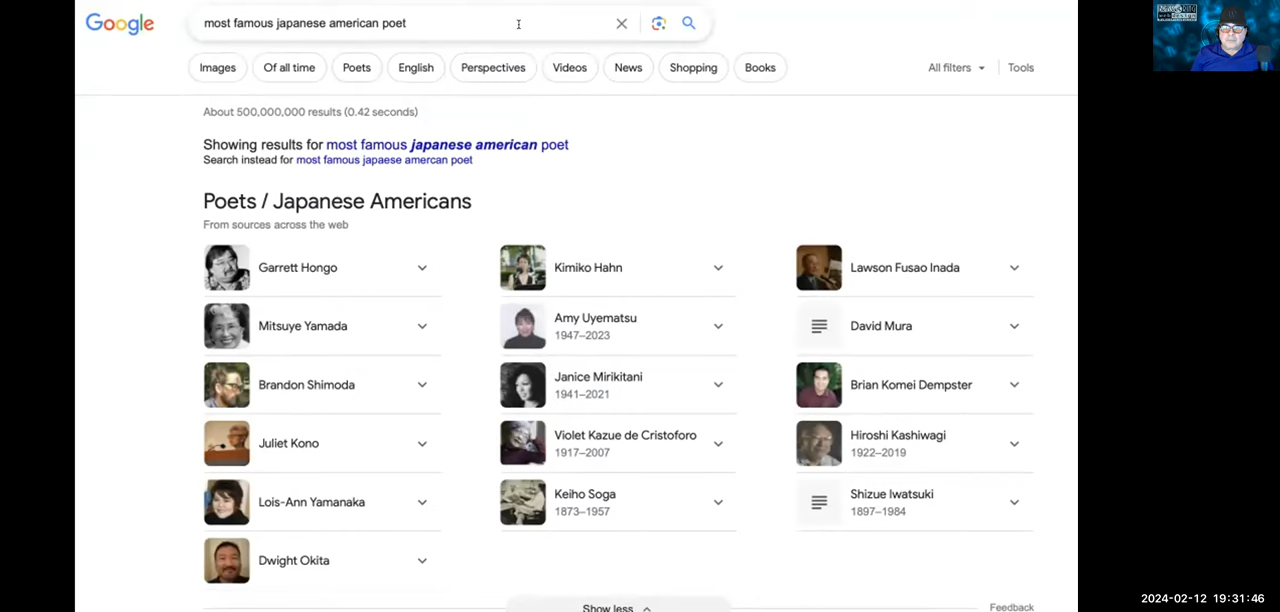 Google
most famous japanese american poet
Images
Of all time
Poets
English
Perspectives
Videos
News
Shopping
Books
All filters
Tools
About 500,000,000 results (0.42 seconds)
Showing results for most famous japanese american poet
Search instead for most famous japaese amercan poet
Poets / Japanese Americans
From sources across the web
Garrett Hongo
Kimiko Hahn
Lawson Fusao Inada
Mitsuye Yamada
Amy Uyematsu
1947–2023
David Mura
Brandon Shimoda
Janice Mirikitani
1941–2021
Brian Komei Dempster
Juliet Kono
Violet Kazue de Cristoforo
1917–2007
Hiroshi Kashiwagi
1922–2019
Lois-Ann Yamanaka
Keiho Soga
1873–1957
Shizue Iwatsuki
1897–1984
Dwight Okita
Show less
Feedback
2024-02-12 19:31:46